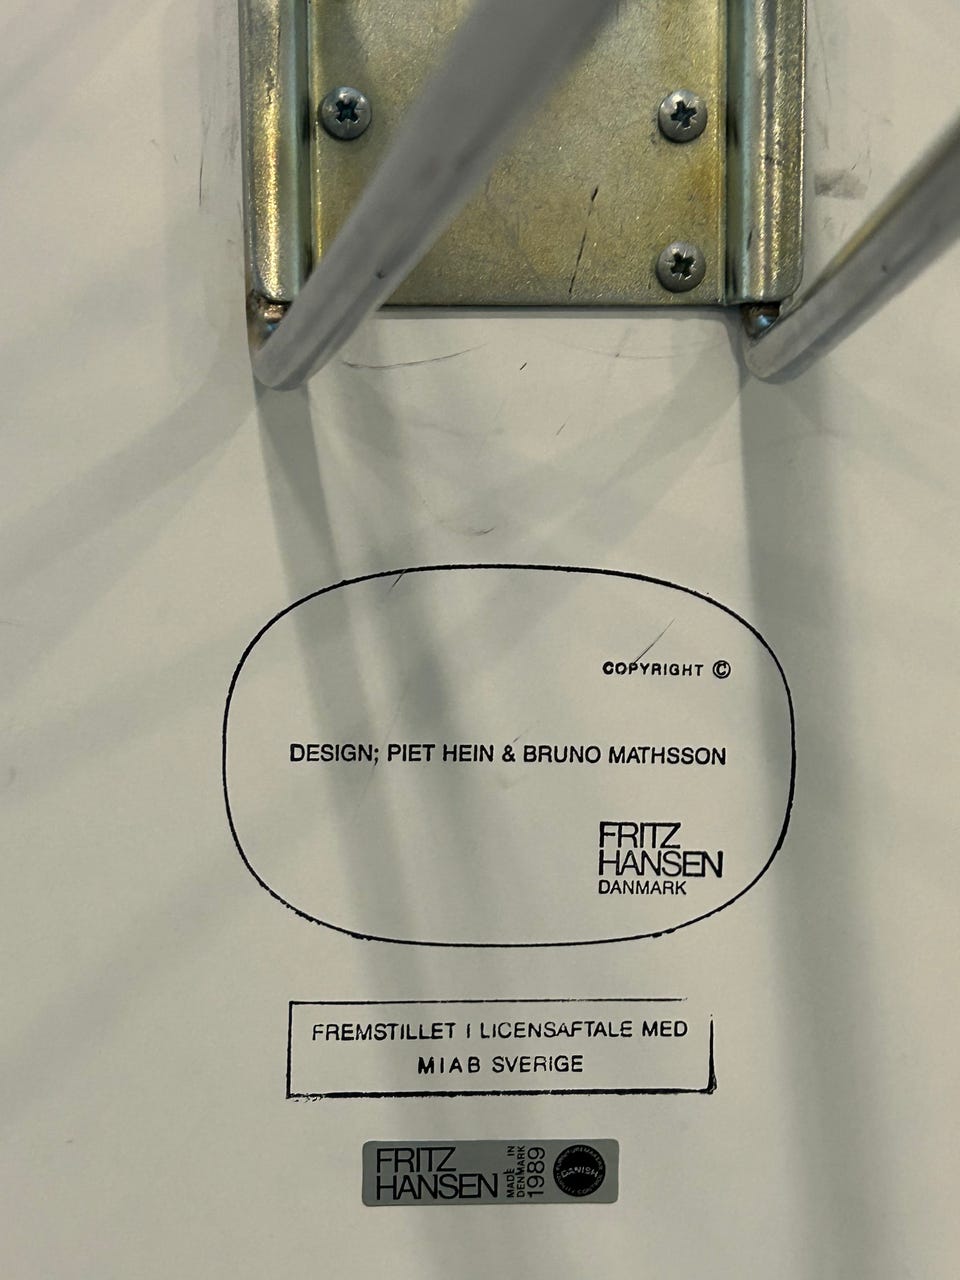 COPYRIGHT ©
DESIGN; PIET HEIN & BRUNO MATHSSON
FRITZ
HANSEN
DANMARK
FREMSTILLET I LICENSAFTALE MED
MIAB SVERIGE
FRITZ
HANSEN
MADE IN
DENMARK
1989
DANISH